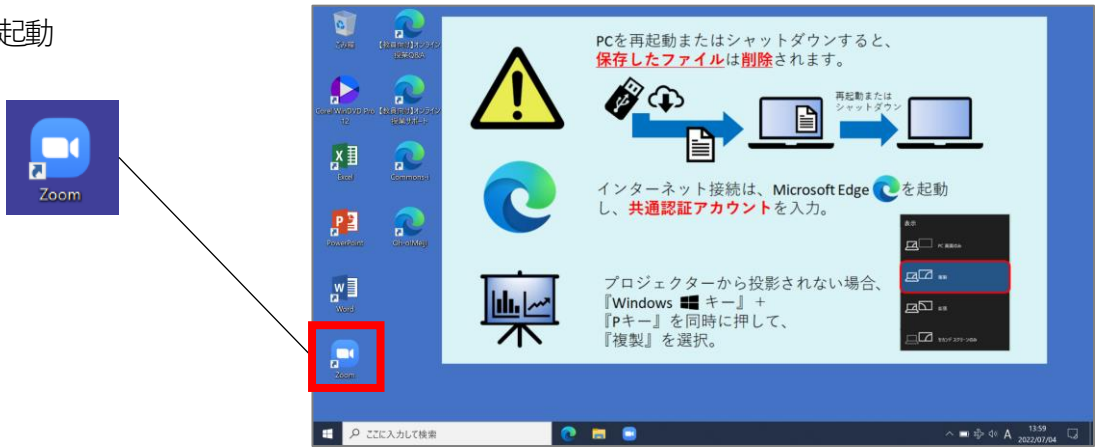 起動
Zoom
ごみ箱
【教員向け】オンライン
授業Q&A
Corel WinDVD Pro
12
【教員向け】オンライン
授業サポート
Excel
Commons-i
PowerPoint
Oh-o!Meiji
Word
Zoom
PCを再起動またはシャットダウンすると、
保存したファイルは削除されます。
再起動または
シャットダウン
インターネット接続は、Microsoft Edge を起動
し、共通認証アカウントを入力。
プロジェクターから投影されない場合、
『Windows キー』+
『Pキー』を同時に押して、
『複製』を選択。
表示
PC 画面のみ
複製
拡張
セカンド スクリーンのみ
ここに入力して検索
A
13:59
2022/07/04